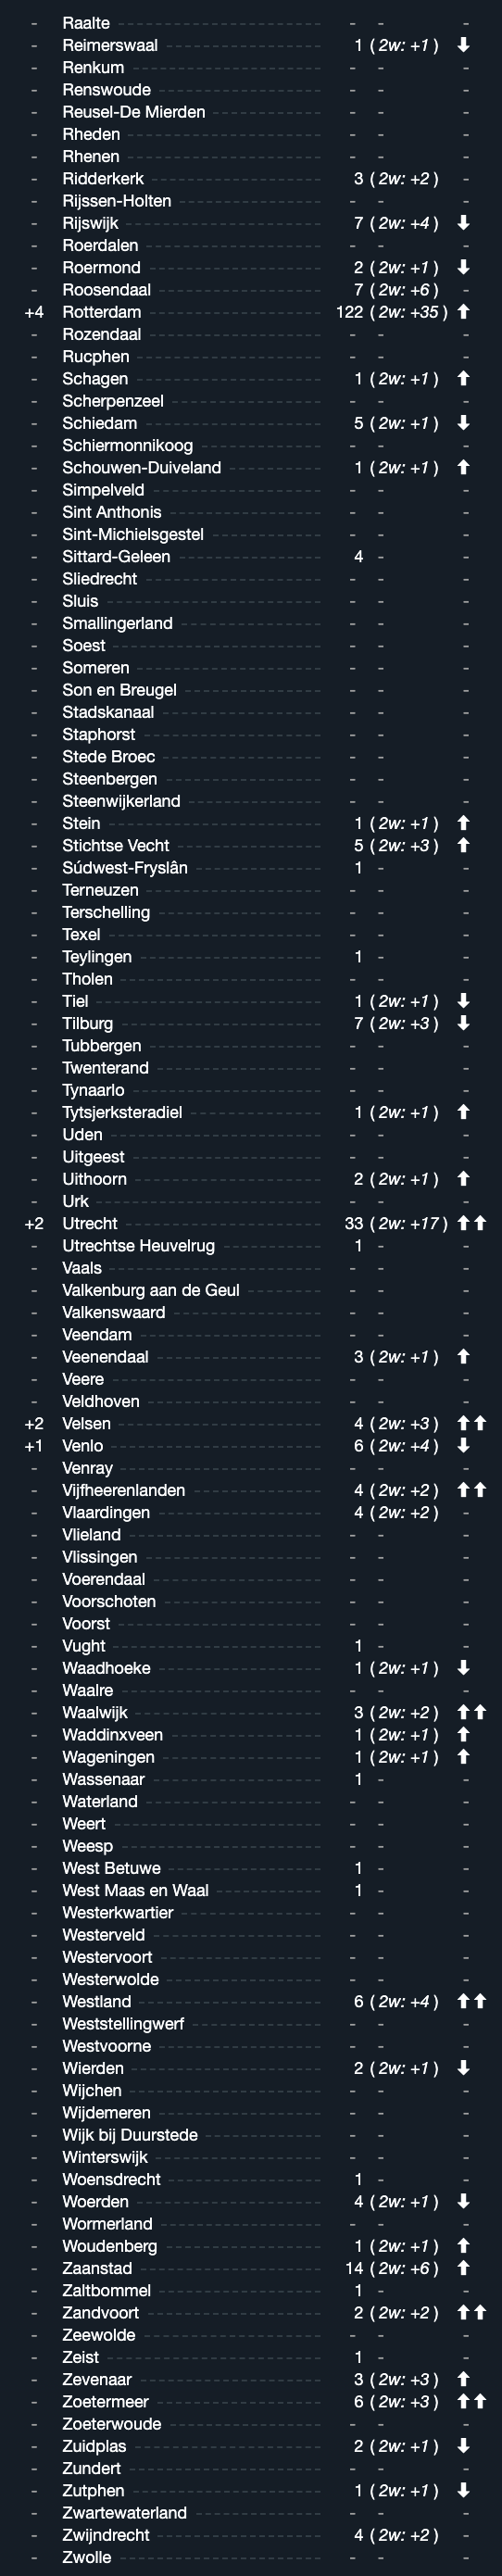 - Raalte - - -
- Reimerswaal 1 ( 2w: +1 ) ⬇
- Renkum - - -
- Renswoude - - -
- Reusel-De Mierden - - -
- Rheden - - -
- Rhenen - - -
- Ridderkerk 3 ( 2w: +2 ) -
- Rijssen-Holten - - -
- Rijswijk 7 ( 2w: +4 ) ⬇
- Roerdalen - - -
- Roermond 2 ( 2w: +1 ) ⬇
- Roosendaal 7 ( 2w: +6 ) -
+4 Rotterdam 122 ( 2w: +35 ) ⬆
- Rozendaal - - -
- Rucphen - - -
- Schagen 1 ( 2w: +1 ) ⬆
- Scherpenzeel - - -
- Schiedam 5 ( 2w: +1 ) ⬇
- Schiermonnikoog - - -
- Schouwen-Duiveland 1 ( 2w: +1 ) ⬆
- Simpelveld - - -
- Sint Anthonis - - -
- Sint-Michielsgestel - - -
- Sittard-Geleen 4 - -
- Sliedrecht - - -
- Sluis - - -
- Smallingerland - - -
- Soest - - -
- Someren - - -
- Son en Breugel - - -
- Stadskanaal - - -
- Staphorst - - -
- Stede Broec - - -
- Steenbergen - - -
- Steenwijkerland - - -
- Stein 1 ( 2w: +1 ) ⬆
- Stichtse Vecht 5 ( 2w: +3 ) ⬆
- Súdwest-Fryslân 1 - -
- Terneuzen - - -
- Terschelling - - -
- Texel - - -
- Teylingen 1 - -
- Tholen - - -
- Tiel 1 ( 2w: +1 ) ⬇
- Tilburg 7 ( 2w: +3 ) ⬇
- Tubbergen - - -
- Twenterand - - -
- Tynaarlo - - -
- Tytsjerksteradiel 1 ( 2w: +1 ) ⬆
- Uden - - -
- Uitgeest - - -
- Uithoorn 2 ( 2w: +1 ) ⬆
- Urk - - -
+2 Utrecht 33 ( 2w: +17 ) ⬆⬆
- Utrechtse Heuvelrug 1 - -
- Vaals - - -
- Valkenburg aan de Geul - - -
- Valkenswaard - - -
- Veendam - - -
- Veenendaal 3 ( 2w: +1 ) ⬆
- Veere - - -
- Veldhoven - - -
+2 Velsen 4 ( 2w: +3 ) ⬆⬆
+1 Venlo 6 ( 2w: +4 ) ⬇
- Venray - - -
- Vijfheerenlanden 4 ( 2w: +2 ) ⬆⬆
- Vlaardingen 4 ( 2w: +2 ) -
- Vlieland - - -
- Vlissingen - - -
- Voerendaal - - -
- Voorschoten - - -
- Voorst - - -
- Vught 1 - -
- Waadhoeke 1 ( 2w: +1 ) ⬇
- Waalre - - -
- Waalwijk 3 ( 2w: +2 ) ⬆⬆
- Waddinxveen 1 ( 2w: +1 ) ⬆
- Wageningen 1 ( 2w: +1 ) ⬆
- Wassenaar 1 - -
- Waterland - - -
- Weert - - -
- Weesp - - -
- West Betuwe 1 - -
- West Maas en Waal 1 - -
- Westerkwartier - - -
- Westerveld - - -
- Westervoort - - -
- Westerwolde - - -
- Westland 6 ( 2w: +4 ) ⬆⬆
- Weststellingwerf - - -
- Westvoorne - - -
- Wierden 2 ( 2w: +1 ) ⬇
- Wijchen - - -
- Wijdemeren - - -
- Wijk bij Duurstede - - -
- Winterswijk - - -
- Woensdrecht 1 - -
- Woerden 4 ( 2w: +1 ) ⬇
- Wormerland - - -
- Woudenberg 1 ( 2w: +1 ) ⬆
- Zaanstad 14 ( 2w: +6 ) ⬆
- Zaltbommel 1 - -
- Zandvoort 2 ( 2w: +2 ) ⬆⬆
- Zeewolde - - -
- Zeist 1 - -
- Zevenaar 3 ( 2w: +3 ) ⬆
- Zoetermeer 6 ( 2w: +3 ) ⬆⬆
- Zoeterwoude - - -
- Zuidplas 2 ( 2w: +1 ) ⬇
- Zundert - - -
- Zutphen 1 ( 2w: +1 ) ⬇
- Zwartewaterland - - -
- Zwijndrecht 4 ( 2w: +2 ) -
- Zwolle - - -